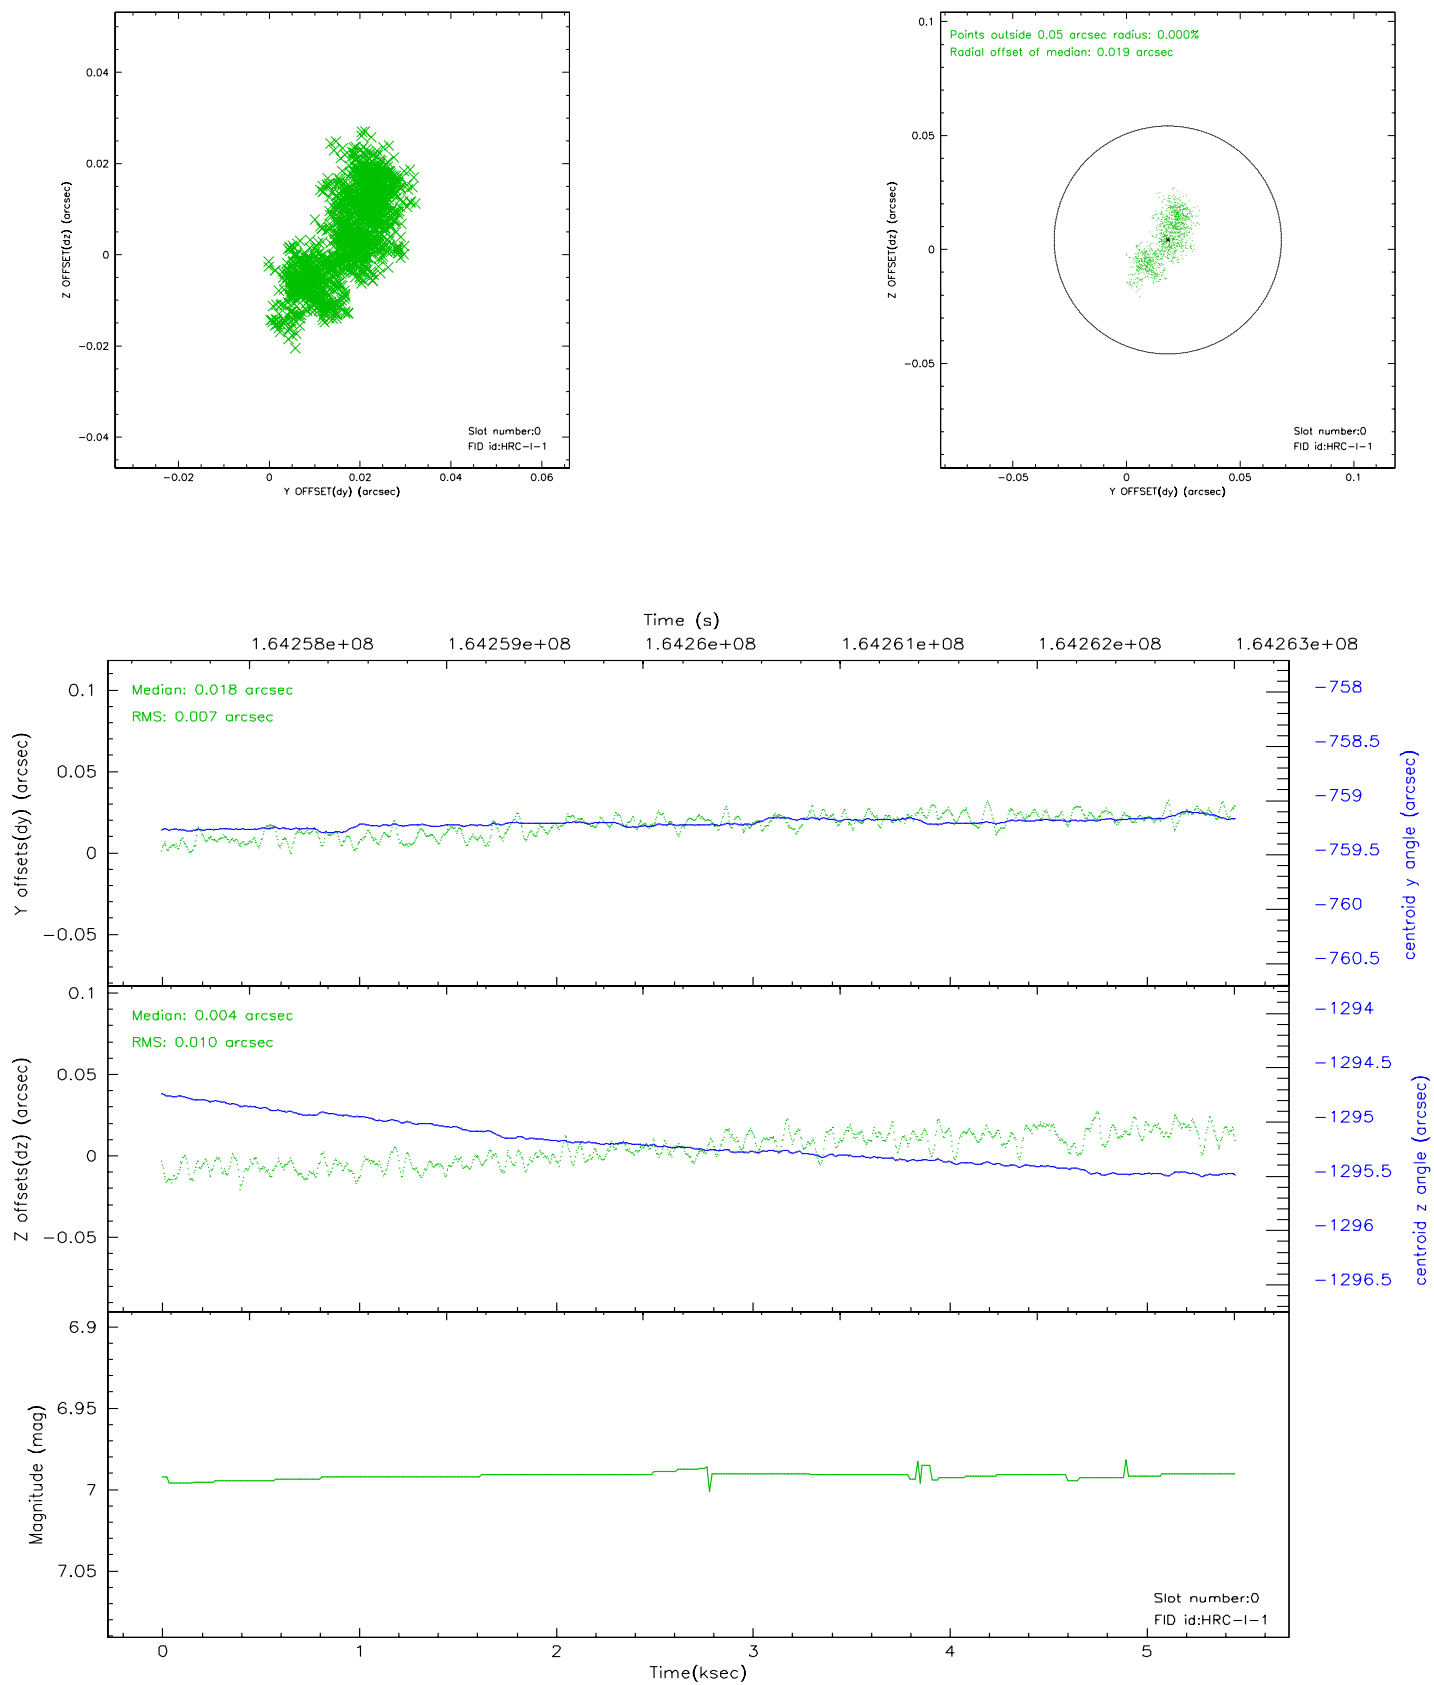 0.04
0.02
0
-0.02
-0.04
Z OFFSET(dz) (arcsec)
Slot number:0
FID id:HRC-I-1
-0.02 0 0.02 0.04 0.06
Y OFFSET(dy) (arcsec)
0.1
0.05
0
-0.05
Z OFFSET(dz) (arcsec)
Points outside 0.05 arcsec radius: 0.000%
Radial offset of median: 0.019 arcsec
Slot number:0
FID id:HRC-I-1
-0.05 0 0.05 0.1
Y OFFSET(dy) (arcsec)
Time (s)
1.64258e+08 1.64259e+08 1.6426e+08 1.64261e+08 1.64262e+08 1.64263e+08
Median: 0.018 arcsec
RMS: 0.007 arcsec
0.1
0.05
0
-0.05
Y offsets(dy) (arcsec)
-758
-758.5
-759
-759.5
-760
-760.5
centroid y angle (arcsec)
Median: 0.004 arcsec
RMS: 0.010 arcsec
0.1
0.05
0
-0.05
Z offsets(dz) (arcsec)
-1294
-1294.5
-1295
-1295.5
-1296
-1296.5
centroid z angle (arcsec)
6.9
6.95
7
7.05
Magnitude (mag)
Slot number:0
FID id:HRC-I-1
0 1 2 3 4 5
Time(ksec)